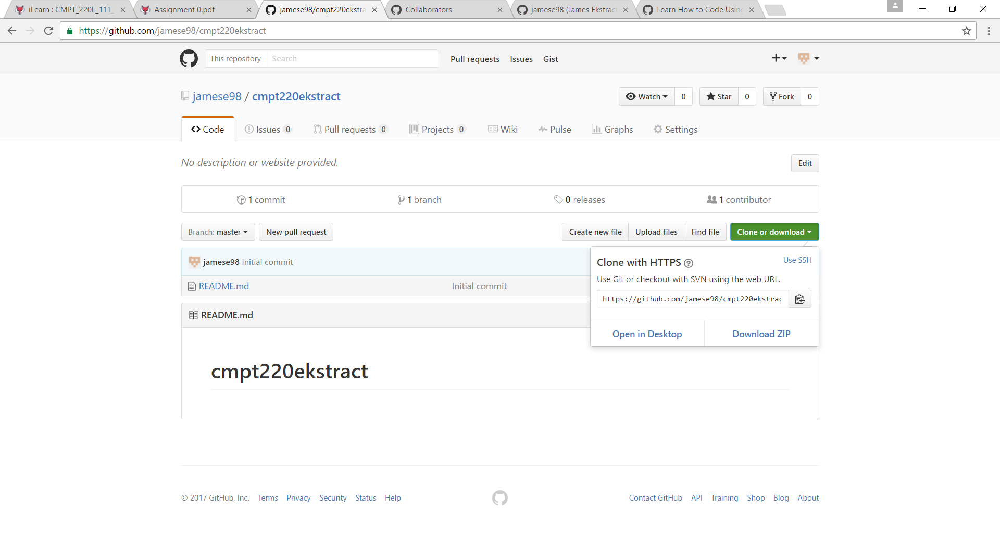 iLearn : CMPT_220L_111_
Assignment 0.pdf
jamese98/cmpt220ekstra
Collaborators
jamese98 (James Ekstract
Learn How to Code Using
https://github.com/jamese98/cmpt220ekstract
This repository Search Pull requests Issues Gist
jamese98 / cmpt220ekstract
Watch 0 Star 0 Fork 0
Code Issues 0 Pull requests 0 Projects 0 Wiki Pulse Graphs Settings
No description or website provided.
Edit
1 commit 1 branch 0 releases 1 contributor
Branch: master New pull request Create new file Upload files Find file Clone or download
jamese98 Initial commit
README.md Initial commit
Clone with HTTPS Use SSH
Use Git or checkout with SVN using the web URL.
https://github.com/jamese98/cmpt220ekstrac
Open in Desktop Download ZIP
README.md
cmpt220ekstract
© 2017 GitHub, Inc. Terms Privacy Security Status Help
Contact GitHub API Training Shop Blog About